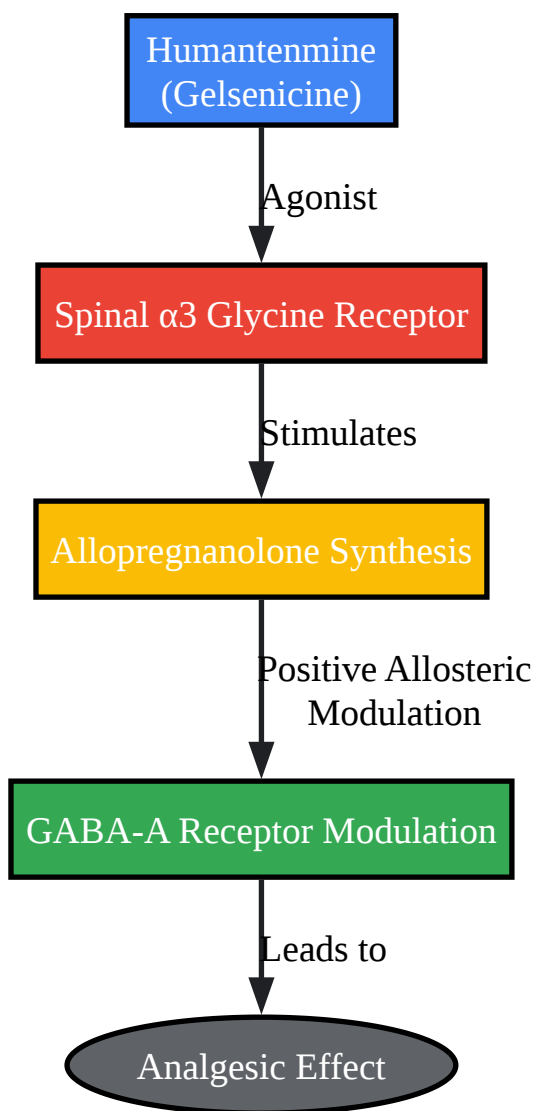 Humantenmine
(Gelsenicine)
Agonist
Spinal α3 Glycine Receptor
Stimulates
Allopregnanolone Synthesis
Positive Allosteric
Modulation
GABA-A Receptor Modulation
Leads to
Analgesic Effect